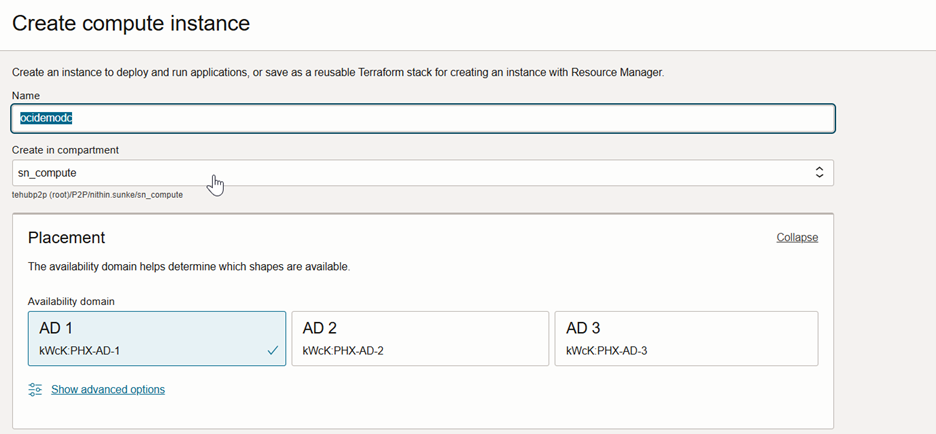 Create compute instance
Create an instance to deploy and run applications, or save as a reusable Terraform stack for creating an instance with Resource Manager.
Name
ocidemodc
Create in compartment
sn_compute
tehubp2p (root)/P2P/nithin.sunke/sn_compute
Placement
Collapse
The availability domain helps determine which shapes are available.
Availability domain
AD 1
AD 2
AD 3
kWcK:PHX-AD-1
kWcK:PHX-AD-2
kWcK:PHX-AD-3
Show advanced options